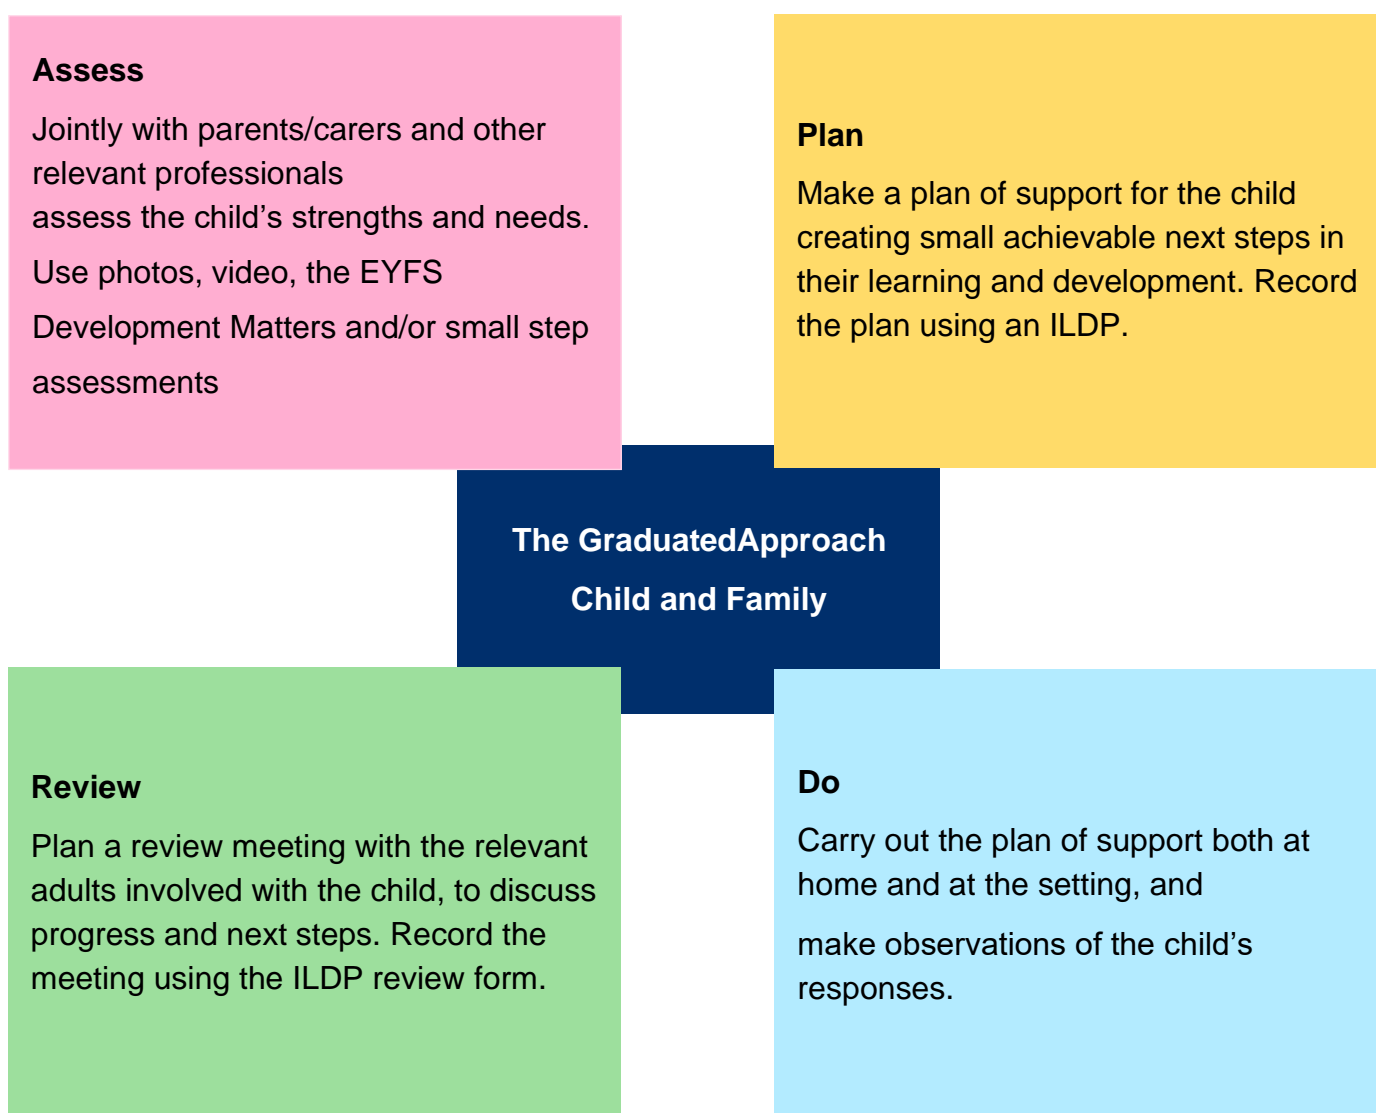 Assess
Jointly with parents/carers and other
relevant professionals
assess the child’s strengths and needs.
Use photos, video, the EYFS
Development Matters and/or small step
assessments
Plan
Make a plan of support for the child
creating small achievable next steps in
their learning and development. Record
the plan using an ILDP.
The GraduatedApproach
Child and Family
Review
Plan a review meeting with the relevant
adults involved with the child, to discuss
progress and next steps. Record the
meeting using the ILDP review form.
Do
Carry out the plan of support both at
home and at the setting, and
make observations of the child’s
responses.